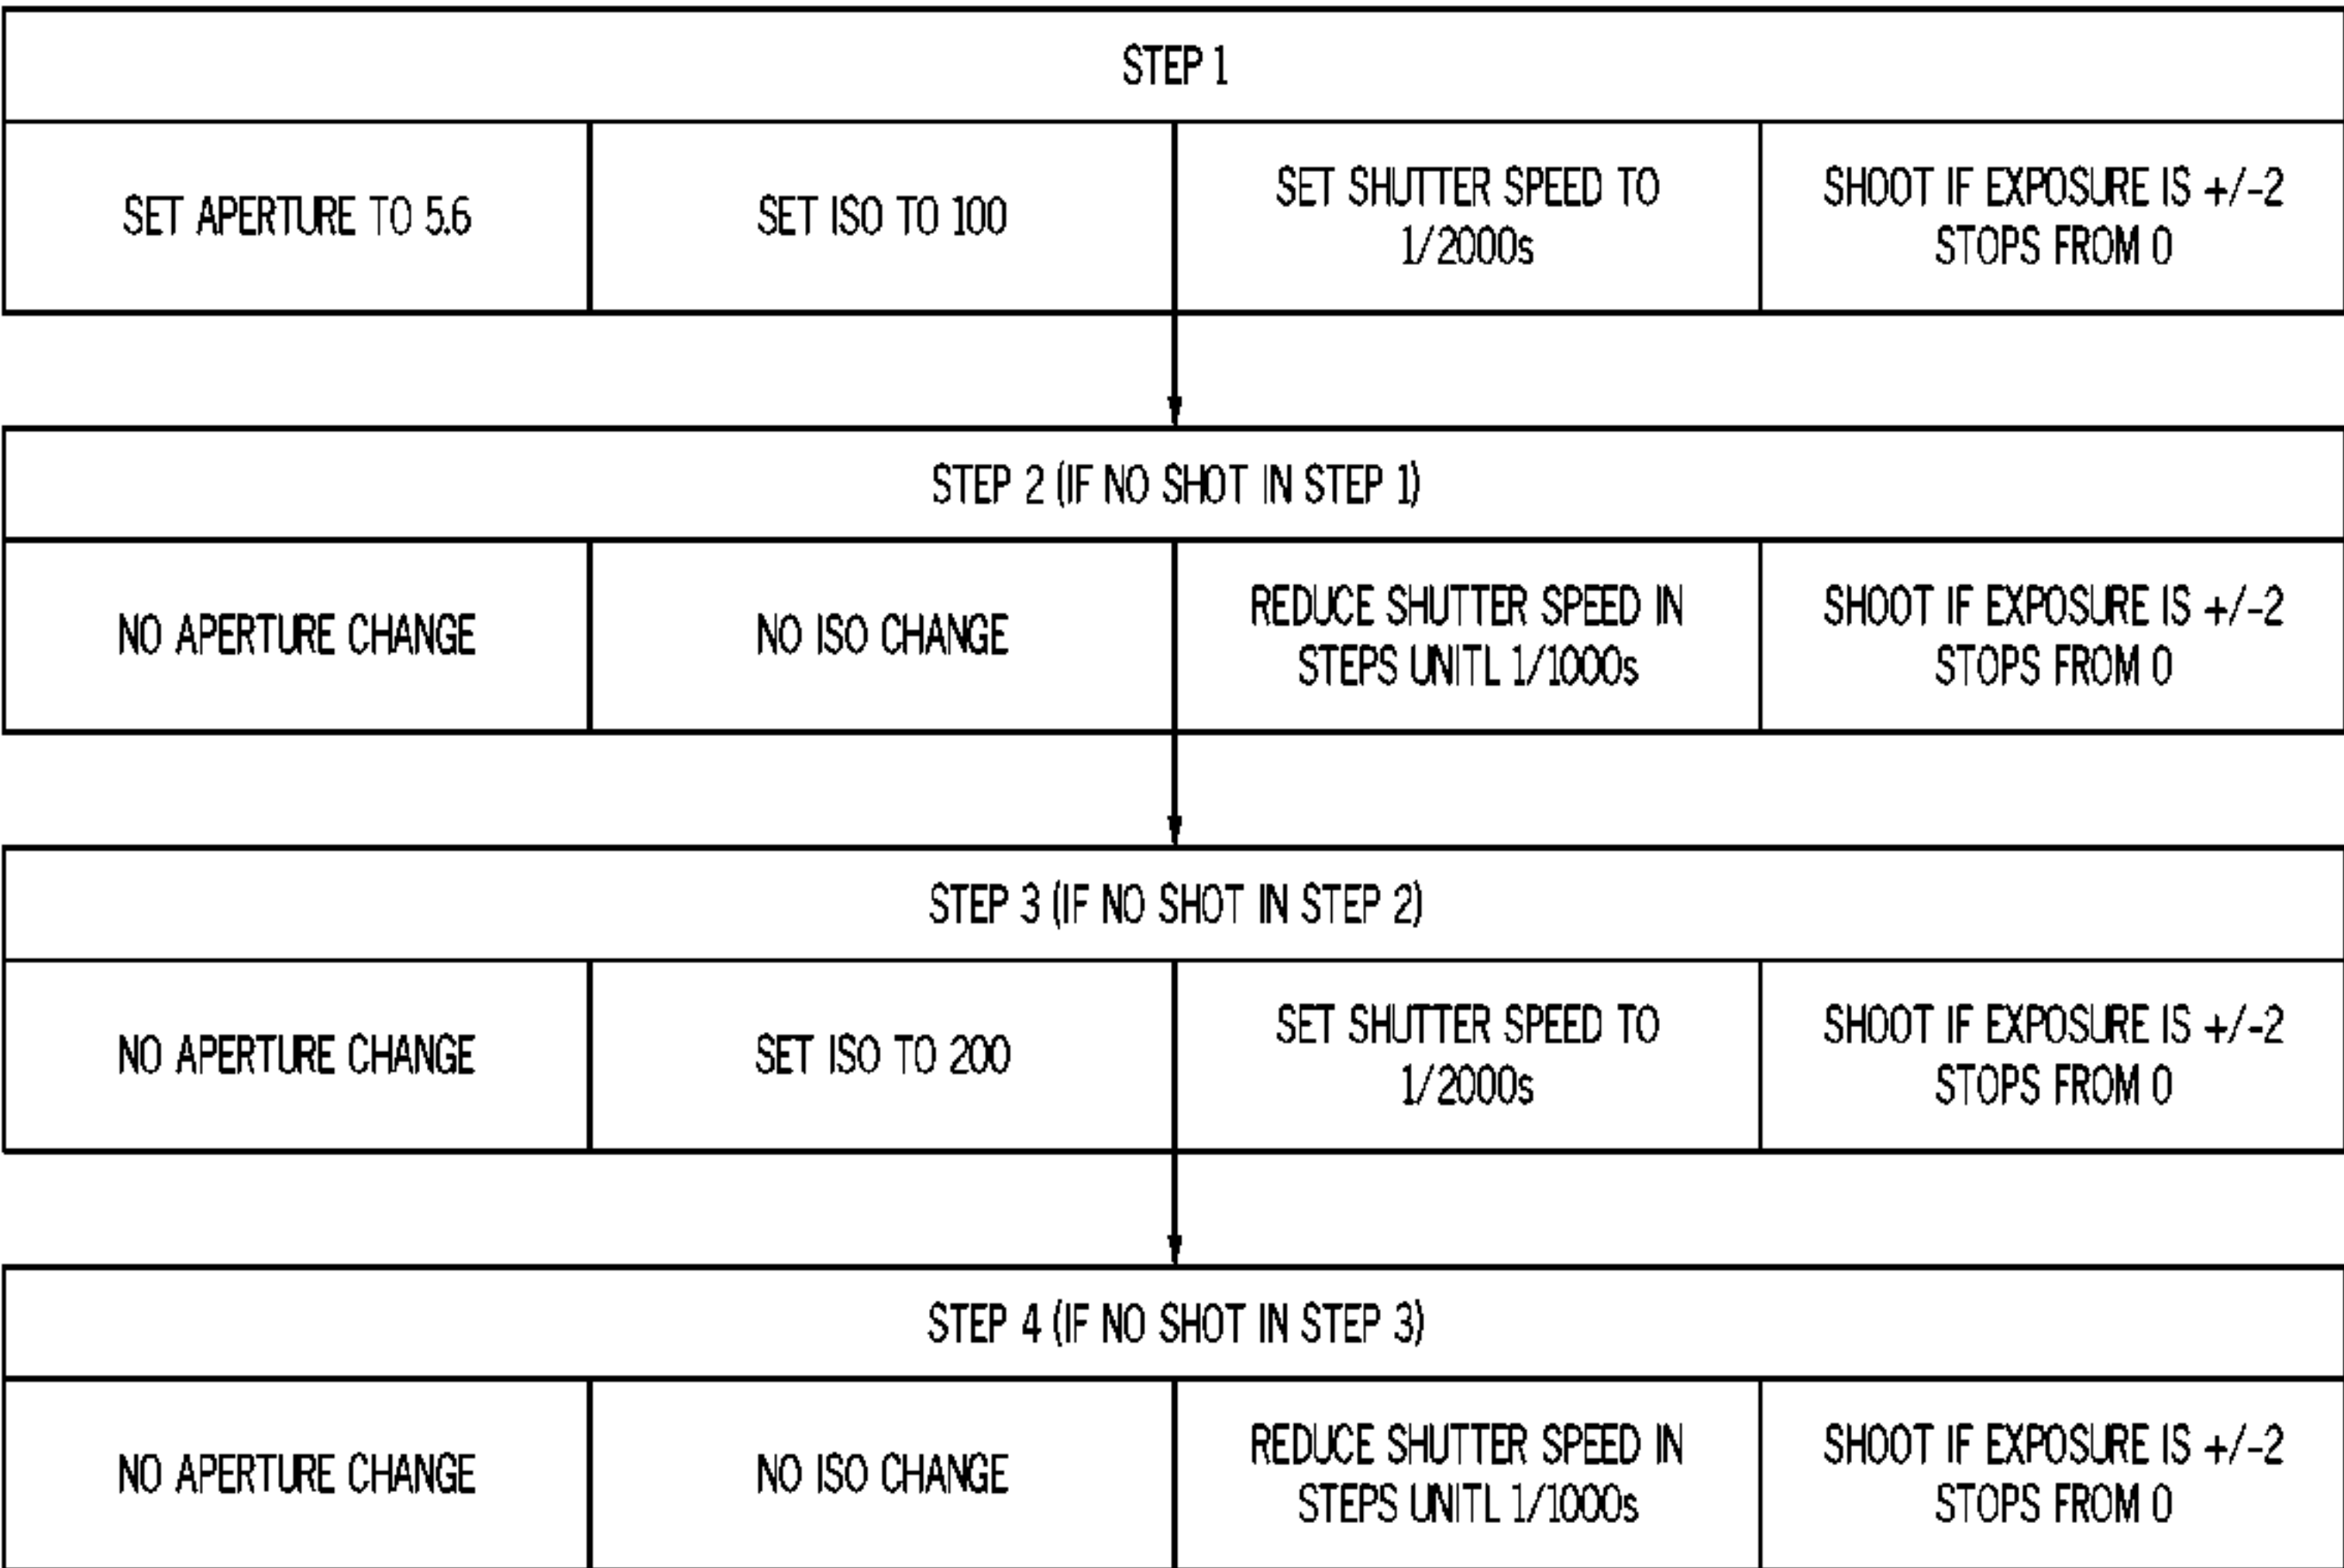 STEP 1
SET APERTURE TO 5.6
SET ISO TO 100
SET SHUTTER SPEED TO
1/2000s
SHOOT IF EXPOSURE IS +/-2
STOPS FROM 0
STEP 2 (IF NO SHOT IN STEP 1)
NO APERTURE CHANGE
NO ISO CHANGE
REDUCE SHUTTER SPEED IN
STEPS UNITL 1/1000s
SHOOT IF EXPOSURE IS +/-2
STOPS FROM 0
STEP 3 (IF NO SHOT IN STEP 2)
NO APERTURE CHANGE
SET ISO TO 200
SET SHUTTER SPEED TO
1/2000s
SHOOT IF EXPOSURE IS +/-2
STOPS FROM 0
STEP 4 (IF NO SHOT IN STEP 3)
NO APERTURE CHANGE
NO ISO CHANGE
REDUCE SHUTTER SPEED IN
STEPS UNITL 1/1000s
SHOOT IF EXPOSURE IS +/-2
STOPS FROM 0